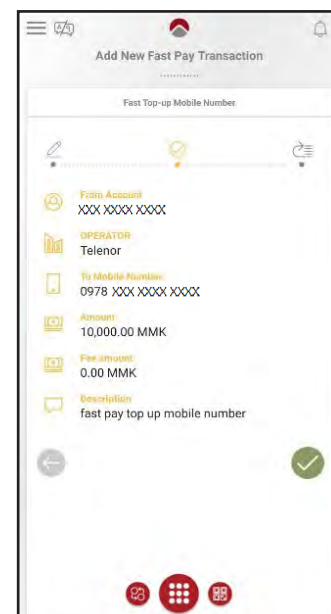 Add New Fast Pay Transaction
Fast Top-up Mobile Number
From Account
XXX XXXX XXXX
OPERATOR
Telenor
To Mobile Number
0978 XXX XXXX XXXX
Amount
10,000.00 MMK
Fee amount
0.00 MMK
Description
fast pay top up mobile number